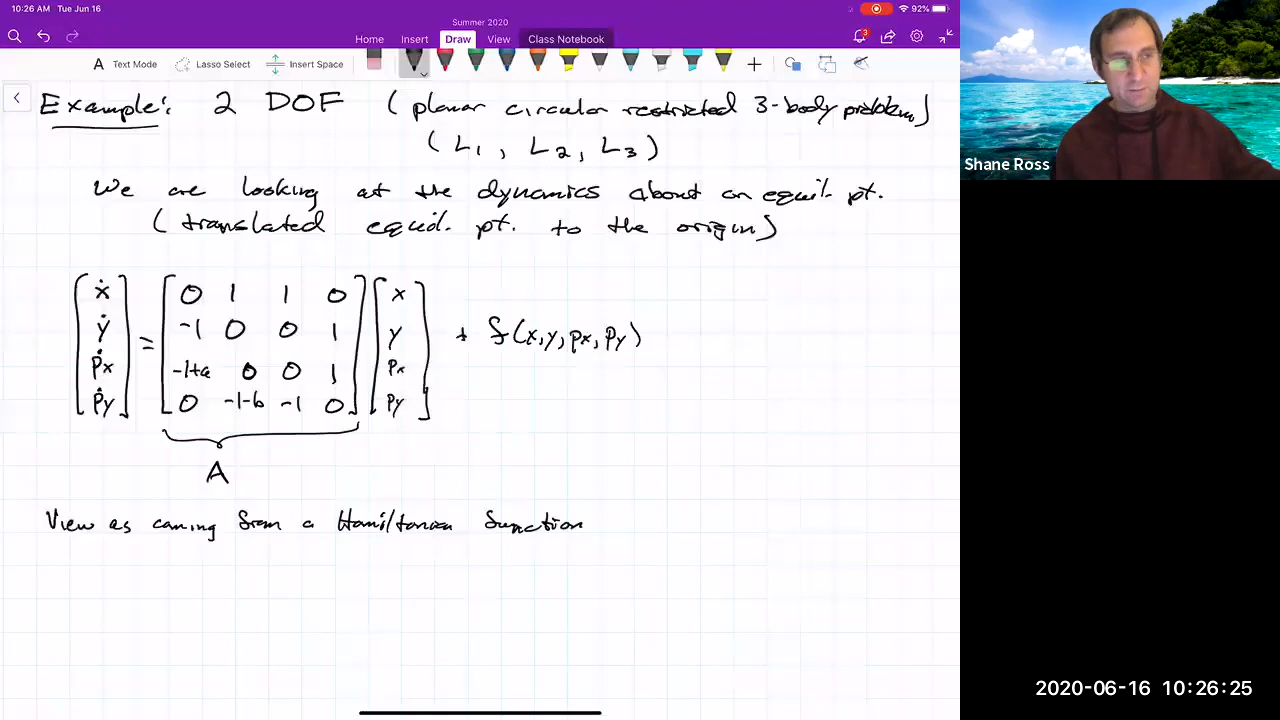 10:26 AM Tue Jun 16
92%
Summer 2020
Home Insert Draw View Class Notebook
3
A Text Mode Lasso Select Insert Space
Example: 2 DOF (planar circular restricted 3-body problem)
(L₁, L₂, L₃)
We are looking at the dynamics about an equil. pt.
(translated equil. pt. to the origin)
[ẋ ẏ ṗx ṗy] = [0 1 1 0; -1 0 0 1; -1+a 0 0 1; 0 -1-b -1 0] [x y px py] + f(x,y,px,py)
A
View as coming from a Hamiltonian function
Shane Ross
2020-06-16 10:26:25